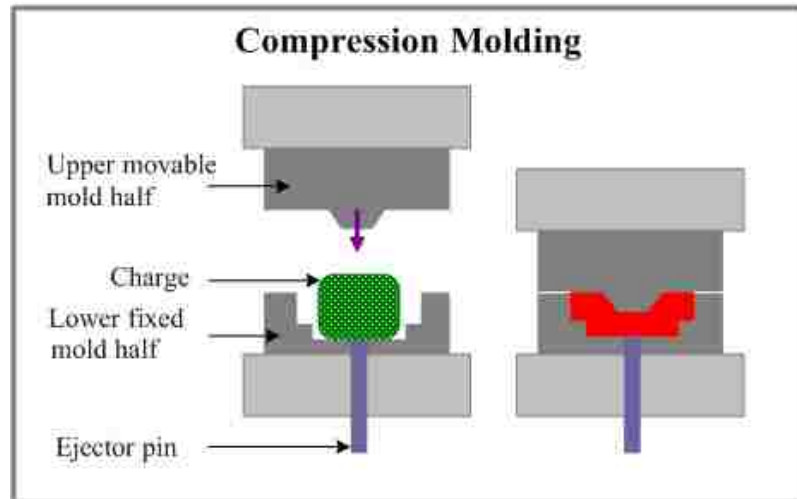 Compression Molding
Upper movable
mold half
Charge
Lower fixed
mold half
Ejector pin